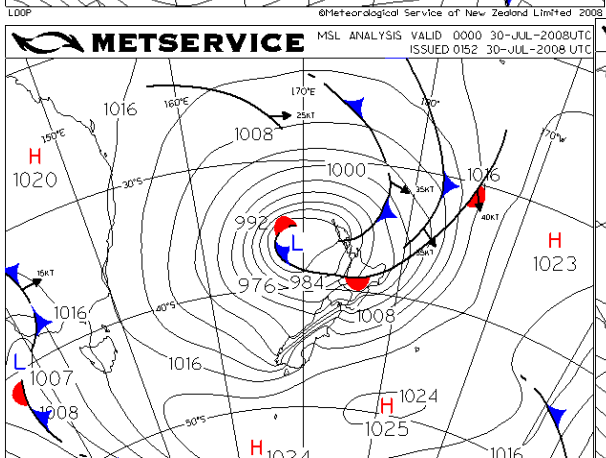 LOOP ©Meteorological Service of New Zealand Limited 2008
METSERVICE MSL ANALYSIS VALID 0000 30-JUL-2008UTC
ISSUED 0152 30-JUL-2008 UTC
1016 160°E 170°E 180°
25KT
150°E 1008 170°W
H
1020
1000 1016
30°S 35KT
40KT
992
L
35KT
H
1023
16KT
976 984
1016 40°S 1008
L
1007
1016
1008
1024
H
1025
50°S
H 1024
1016